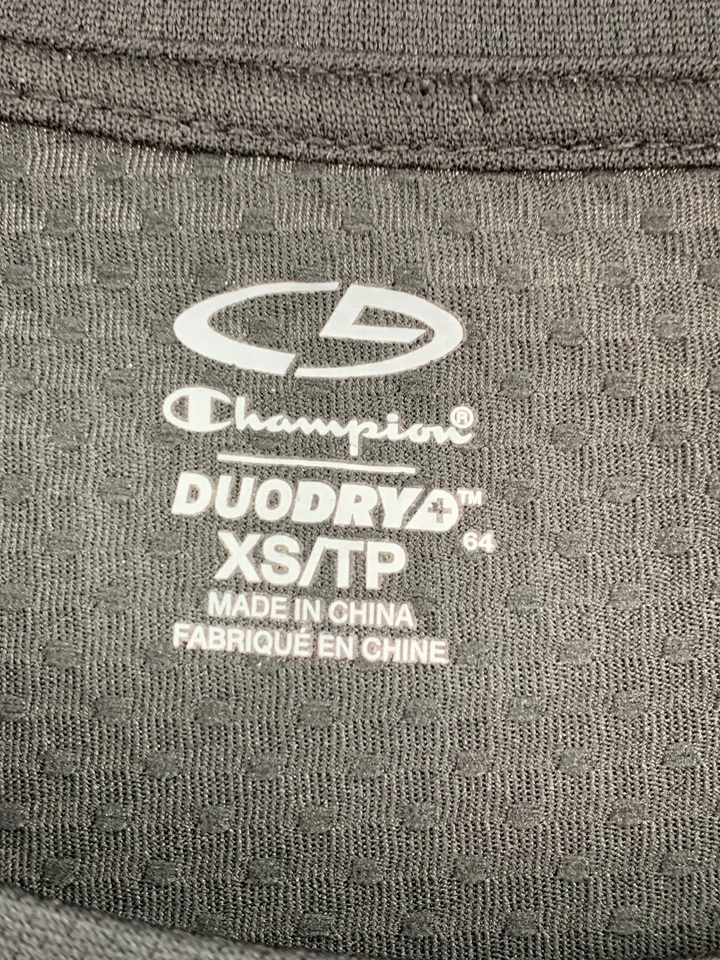 Champion®
DUODRY+™
64
XS/TP
MADE IN CHINA
FABRIQUÉ EN CHINE